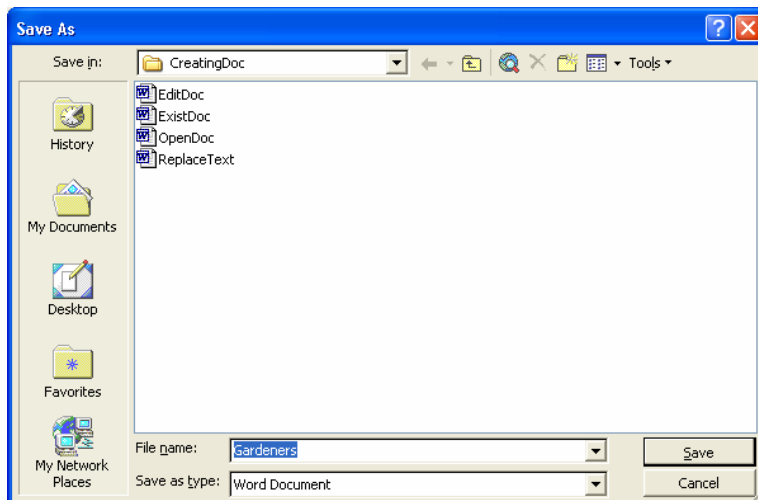 Save As
Save in: CreatingDoc Tools
History
My Documents
Desktop
Favorites
My Network
Places
EditDoc
ExistDoc
OpenDoc
ReplaceText
File name: Gardeners Save
Save as type: Word Document Cancel